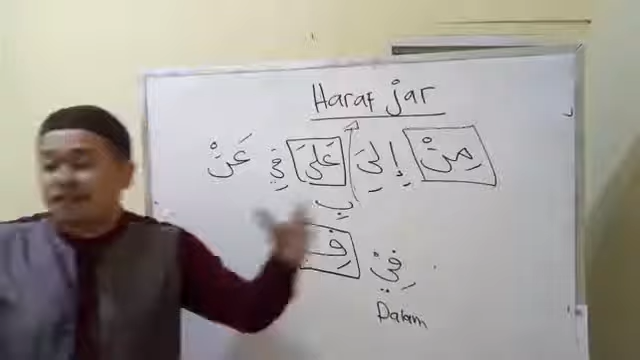 Haraf jar
مِنْ إِلَى عَلَى فِي عَنْ
بِ
فِيْ
Dalam